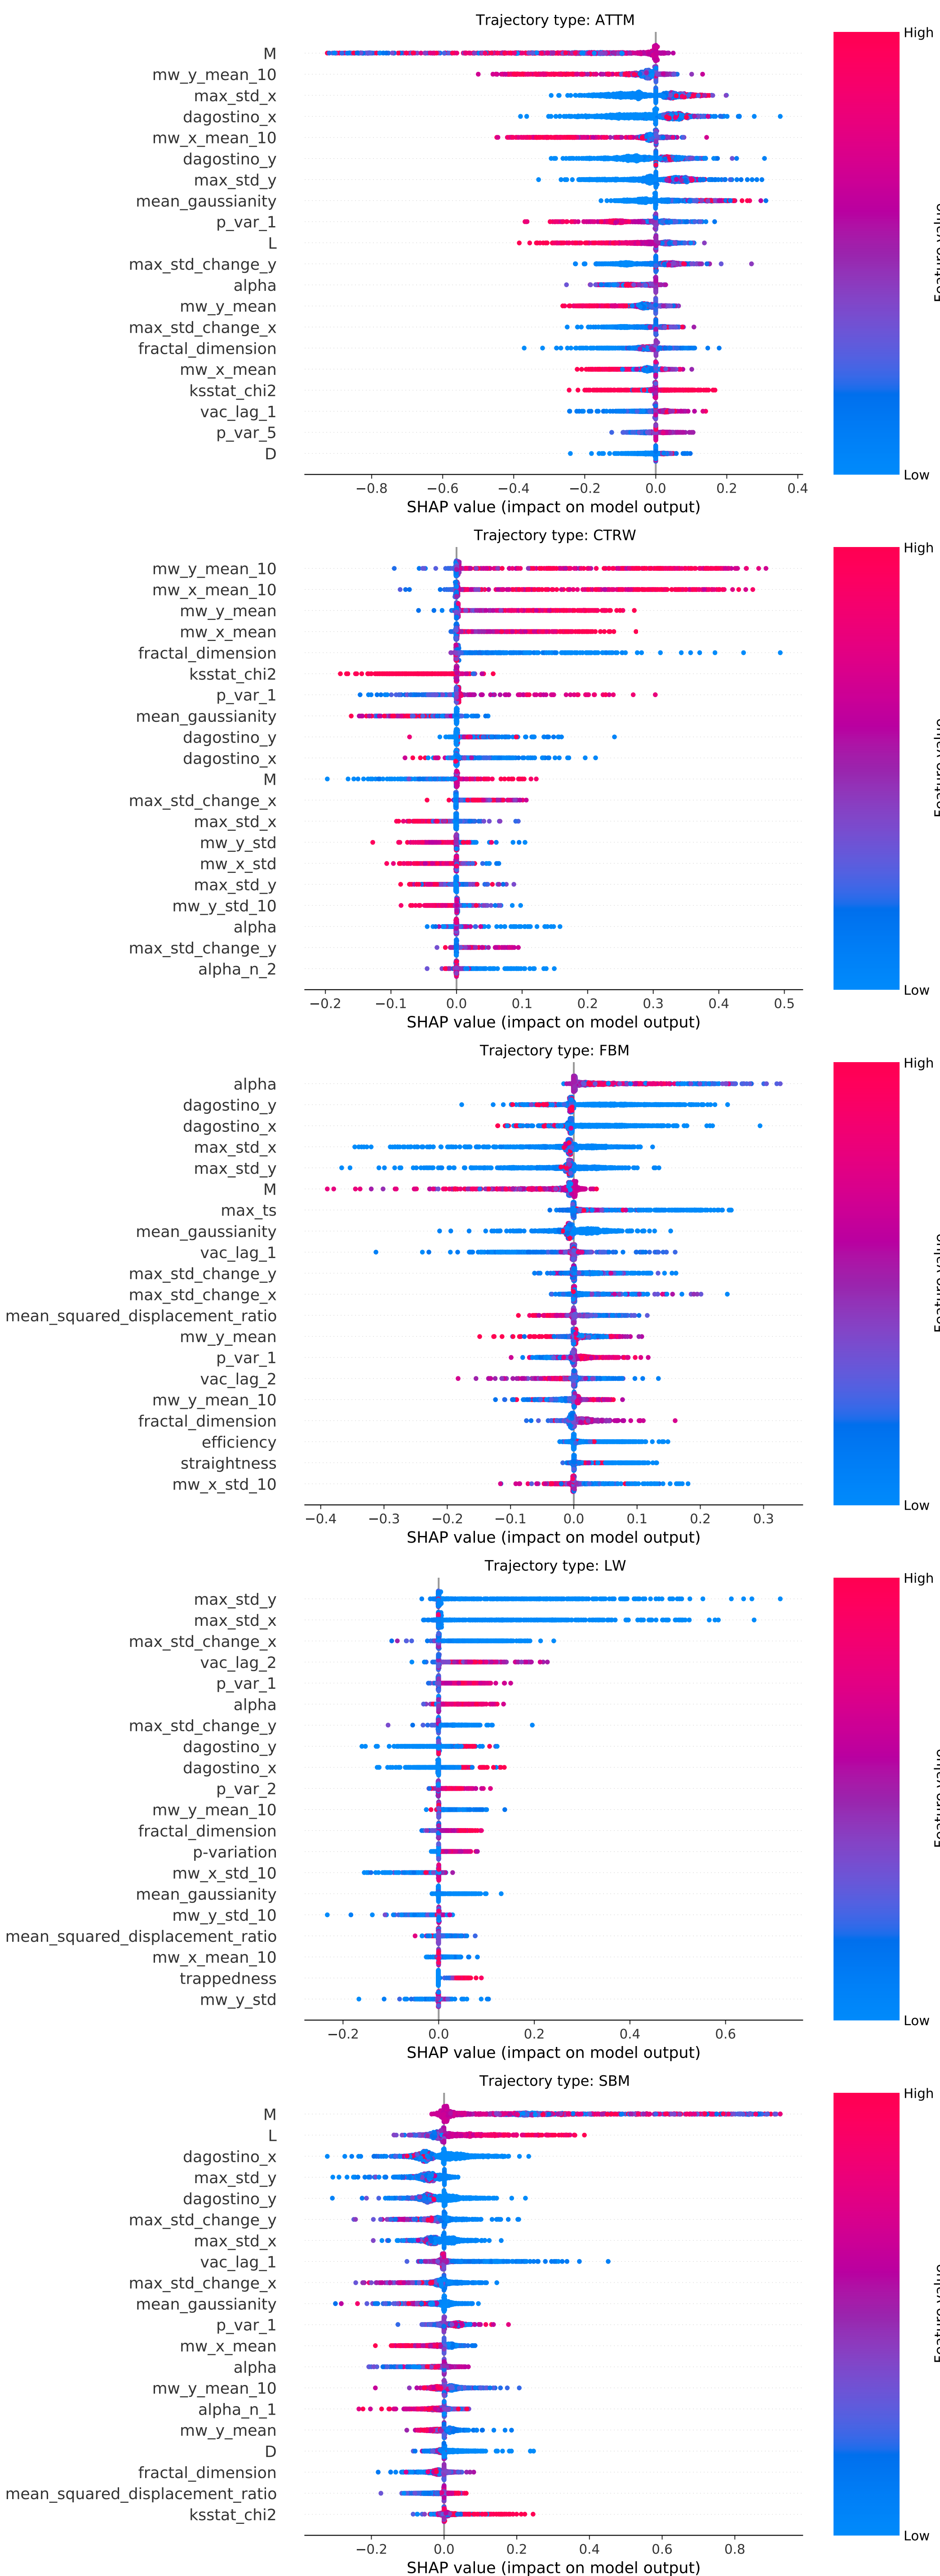 Trajectory type: ATTM
High
M
mw_y_mean_10
max_std_x
dagostino_x
mw_x_mean_10
dagostino_y
max_std_y
mean_gaussianity
p_var_1
L
max_std_change_y
alpha
mw_y_mean
max_std_change_x
fractal_dimension
mw_x_mean
ksstat_chi2
vac_lag_1
p_var_5
D
Feature value
Low
−0.8 −0.6 −0.4 −0.2 0.0 0.2 0.4
SHAP value (impact on model output)
Trajectory type: CTRW
High
mw_y_mean_10
mw_x_mean_10
mw_y_mean
mw_x_mean
fractal_dimension
ksstat_chi2
p_var_1
mean_gaussianity
dagostino_y
dagostino_x
M
max_std_change_x
max_std_x
mw_y_std
mw_x_std
max_std_y
mw_y_std_10
alpha
max_std_change_y
alpha_n_2
Feature value
Low
−0.2 −0.1 0.0 0.1 0.2 0.3 0.4 0.5
SHAP value (impact on model output)
Trajectory type: FBM
High
alpha
dagostino_y
dagostino_x
max_std_x
max_std_y
M
max_ts
mean_gaussianity
vac_lag_1
max_std_change_y
max_std_change_x
mean_squared_displacement_ratio
mw_y_mean
p_var_1
vac_lag_2
mw_y_mean_10
fractal_dimension
efficiency
straightness
mw_x_std_10
Feature value
Low
−0.4 −0.3 −0.2 −0.1 0.0 0.1 0.2 0.3
SHAP value (impact on model output)
Trajectory type: LW
High
max_std_y
max_std_x
max_std_change_x
vac_lag_2
p_var_1
alpha
max_std_change_y
dagostino_y
dagostino_x
p_var_2
mw_y_mean_10
fractal_dimension
p-variation
mw_x_std_10
mean_gaussianity
mw_y_std_10
mean_squared_displacement_ratio
mw_x_mean_10
trappedness
mw_y_std
Feature value
Low
−0.2 0.0 0.2 0.4 0.6
SHAP value (impact on model output)
Trajectory type: SBM
High
M
L
dagostino_x
max_std_y
dagostino_y
max_std_change_y
max_std_x
vac_lag_1
max_std_change_x
mean_gaussianity
p_var_1
mw_x_mean
alpha
mw_y_mean_10
alpha_n_1
mw_y_mean
D
fractal_dimension
mean_squared_displacement_ratio
ksstat_chi2
Feature value
Low
−0.2 0.0 0.2 0.4 0.6 0.8
SHAP value (impact on model output)